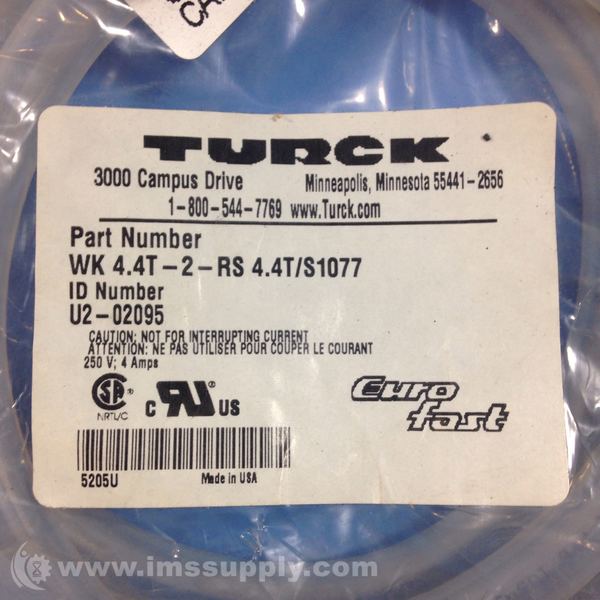 TURCK
3000 Campus Drive Minneapolis, Minnesota 55441-2656
1-800-544-7769 www.Turck.com
Part Number
WK 4.4T-2-RS 4.4T/S1077
ID Number
U2-02095
CAUTION: NOT FOR INTERRUPTING CURRENT
ATTENTION: NE PAS UTILISER POUR COUPER LE COURANT
250 V; 4 Amps
SA ® C UR ® US
NRTL/C
Euro fast
5205U Made in USA
www.imssupply.com